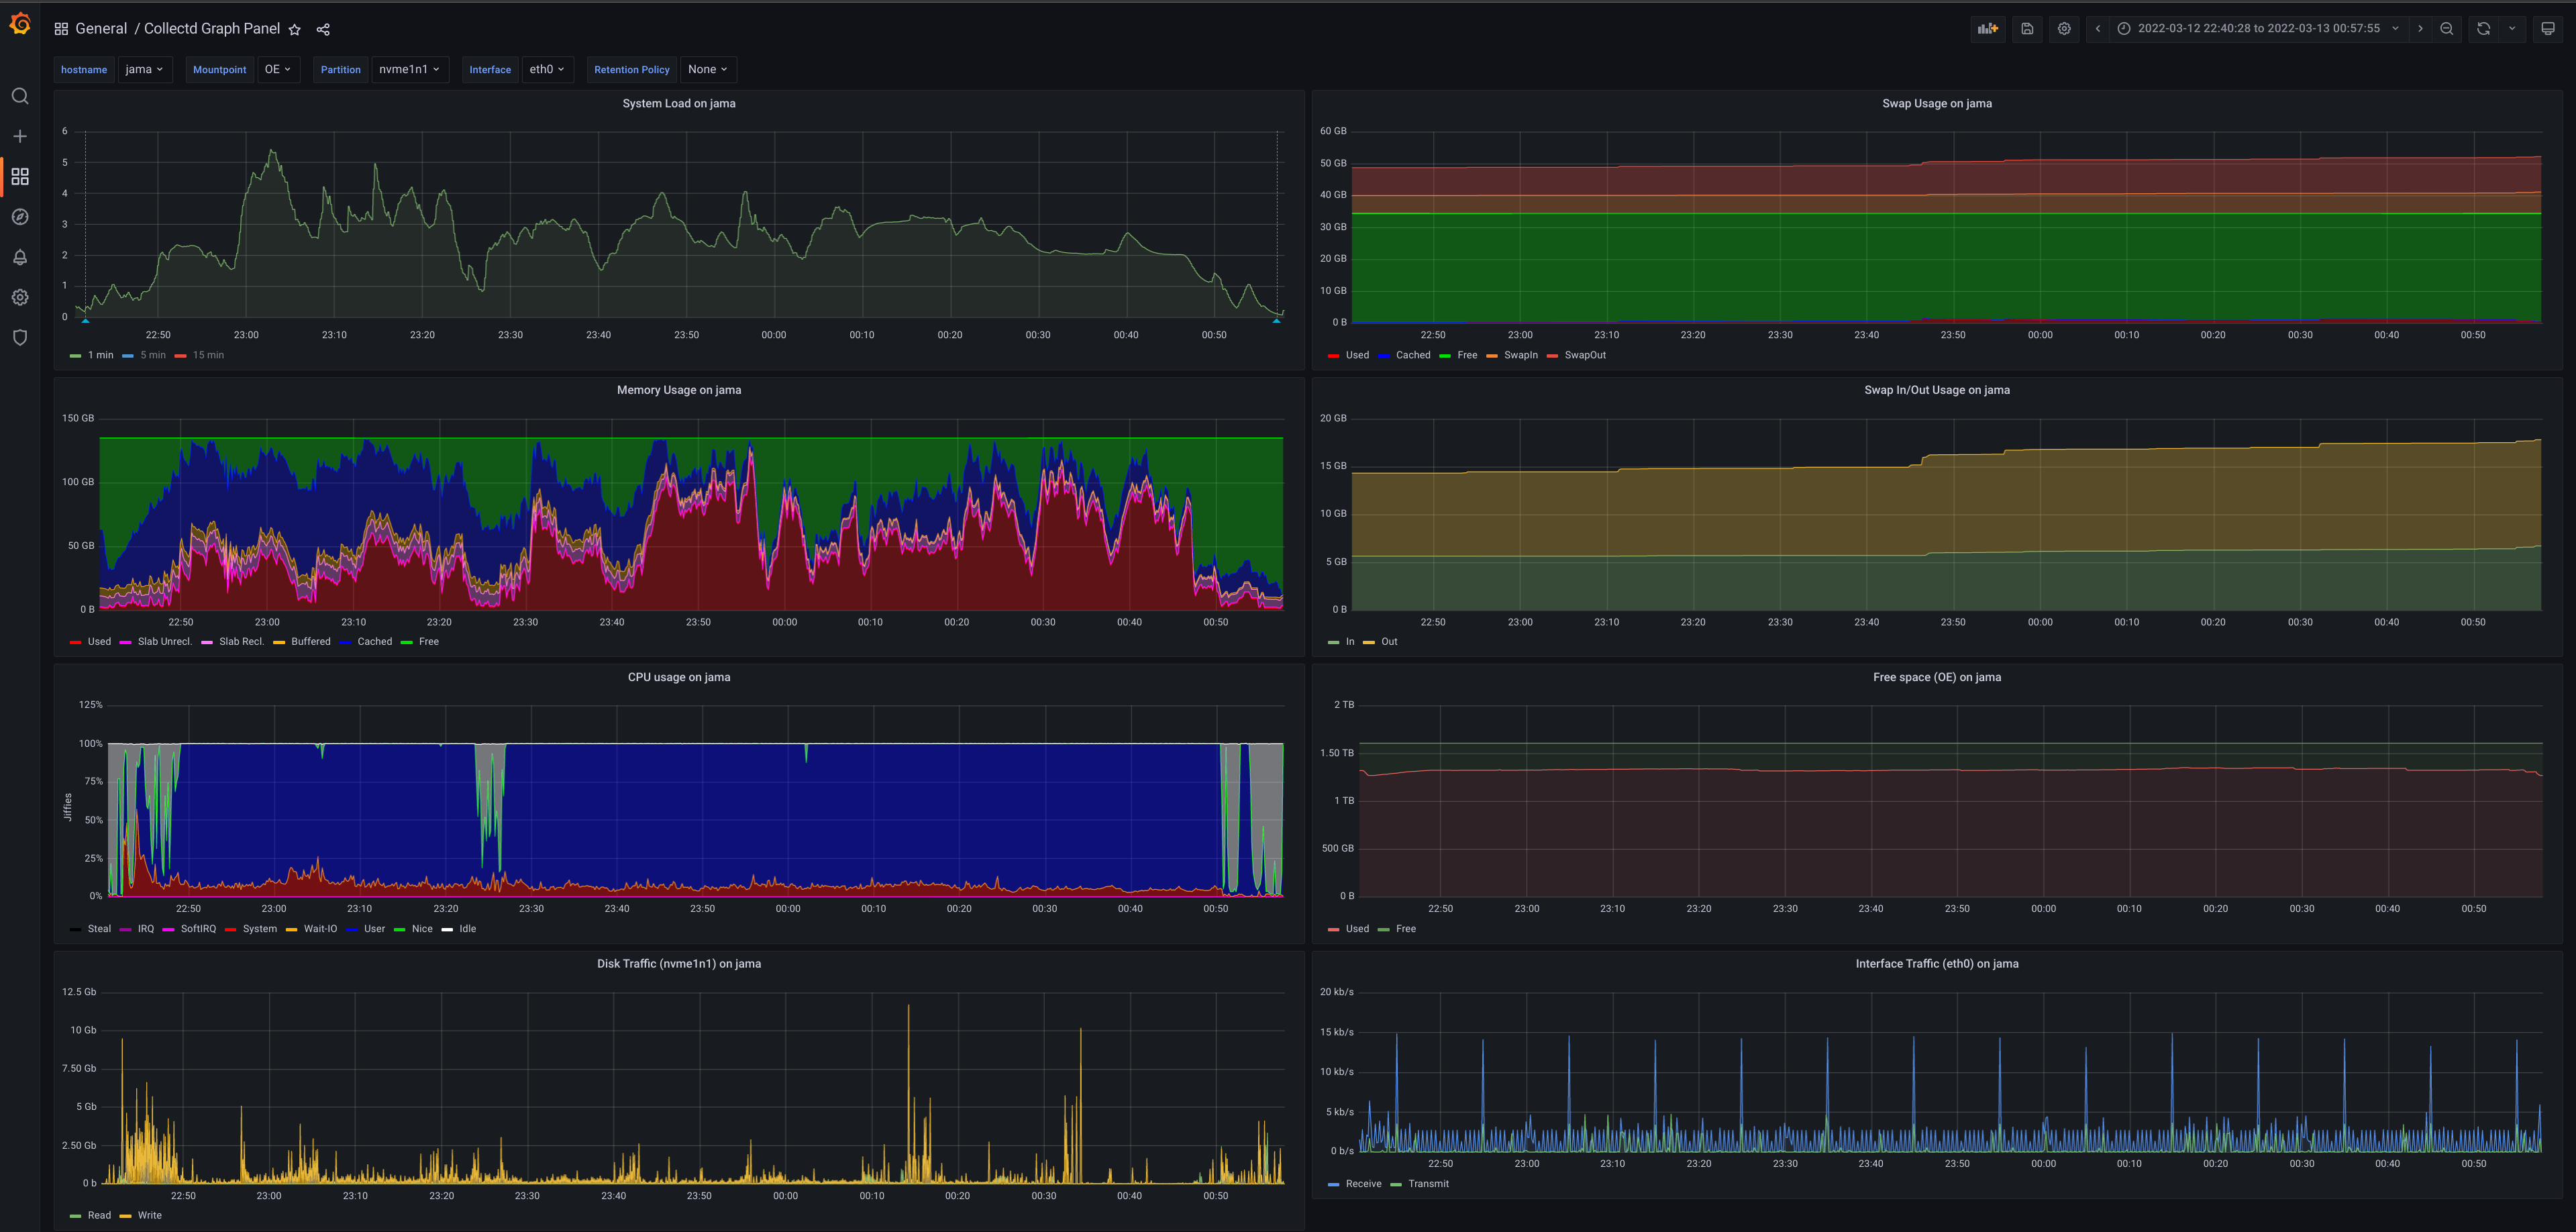 General / Collectd Graph Panel
2022-03-12 22:40:28 to 2022-03-13 00:57:55
hostname jama Mountpoint OE Partition nvme1n1 Interface eth0 Retention Policy None
System Load on jama
6
5
4
3
2
1
0
22:50 23:00 23:10 23:20 23:30 23:40 23:50 00:00 00:10 00:20 00:30 00:40 00:50
1 min 5 min 15 min
Swap Usage on jama
60 GB
50 GB
40 GB
30 GB
20 GB
10 GB
0 B
22:50 23:00 23:10 23:20 23:30 23:40 23:50 00:00 00:10 00:20 00:30 00:40 00:50
Used Cached Free SwapIn SwapOut
Memory Usage on jama
150 GB
100 GB
50 GB
0 B
22:50 23:00 23:10 23:20 23:30 23:40 23:50 00:00 00:10 00:20 00:30 00:40 00:50
Used Slab Unrecl. Slab Recl. Buffered Cached Free
Swap In/Out Usage on jama
20 GB
15 GB
10 GB
5 GB
0 B
22:50 23:00 23:10 23:20 23:30 23:40 23:50 00:00 00:10 00:20 00:30 00:40 00:50
In Out
CPU usage on jama
Jiffies
125%
100%
75%
50%
25%
0%
22:50 23:00 23:10 23:20 23:30 23:40 23:50 00:00 00:10 00:20 00:30 00:40 00:50
Steal IRQ SoftIRQ System Wait-IO User Nice Idle
Free space (OE) on jama
2 TB
1.50 TB
1 TB
500 GB
0 B
22:50 23:00 23:10 23:20 23:30 23:40 23:50 00:00 00:10 00:20 00:30 00:40 00:50
Used Free
Disk Traffic (nvme1n1) on jama
12.5 Gb
10 Gb
7.50 Gb
5 Gb
2.50 Gb
0 b
22:50 23:00 23:10 23:20 23:30 23:40 23:50 00:00 00:10 00:20 00:30 00:40 00:50
Read Write
Interface Traffic (eth0) on jama
20 kb/s
15 kb/s
10 kb/s
5 kb/s
0 b/s
22:50 23:00 23:10 23:20 23:30 23:40 23:50 00:00 00:10 00:20 00:30 00:40 00:50
Receive Transmit